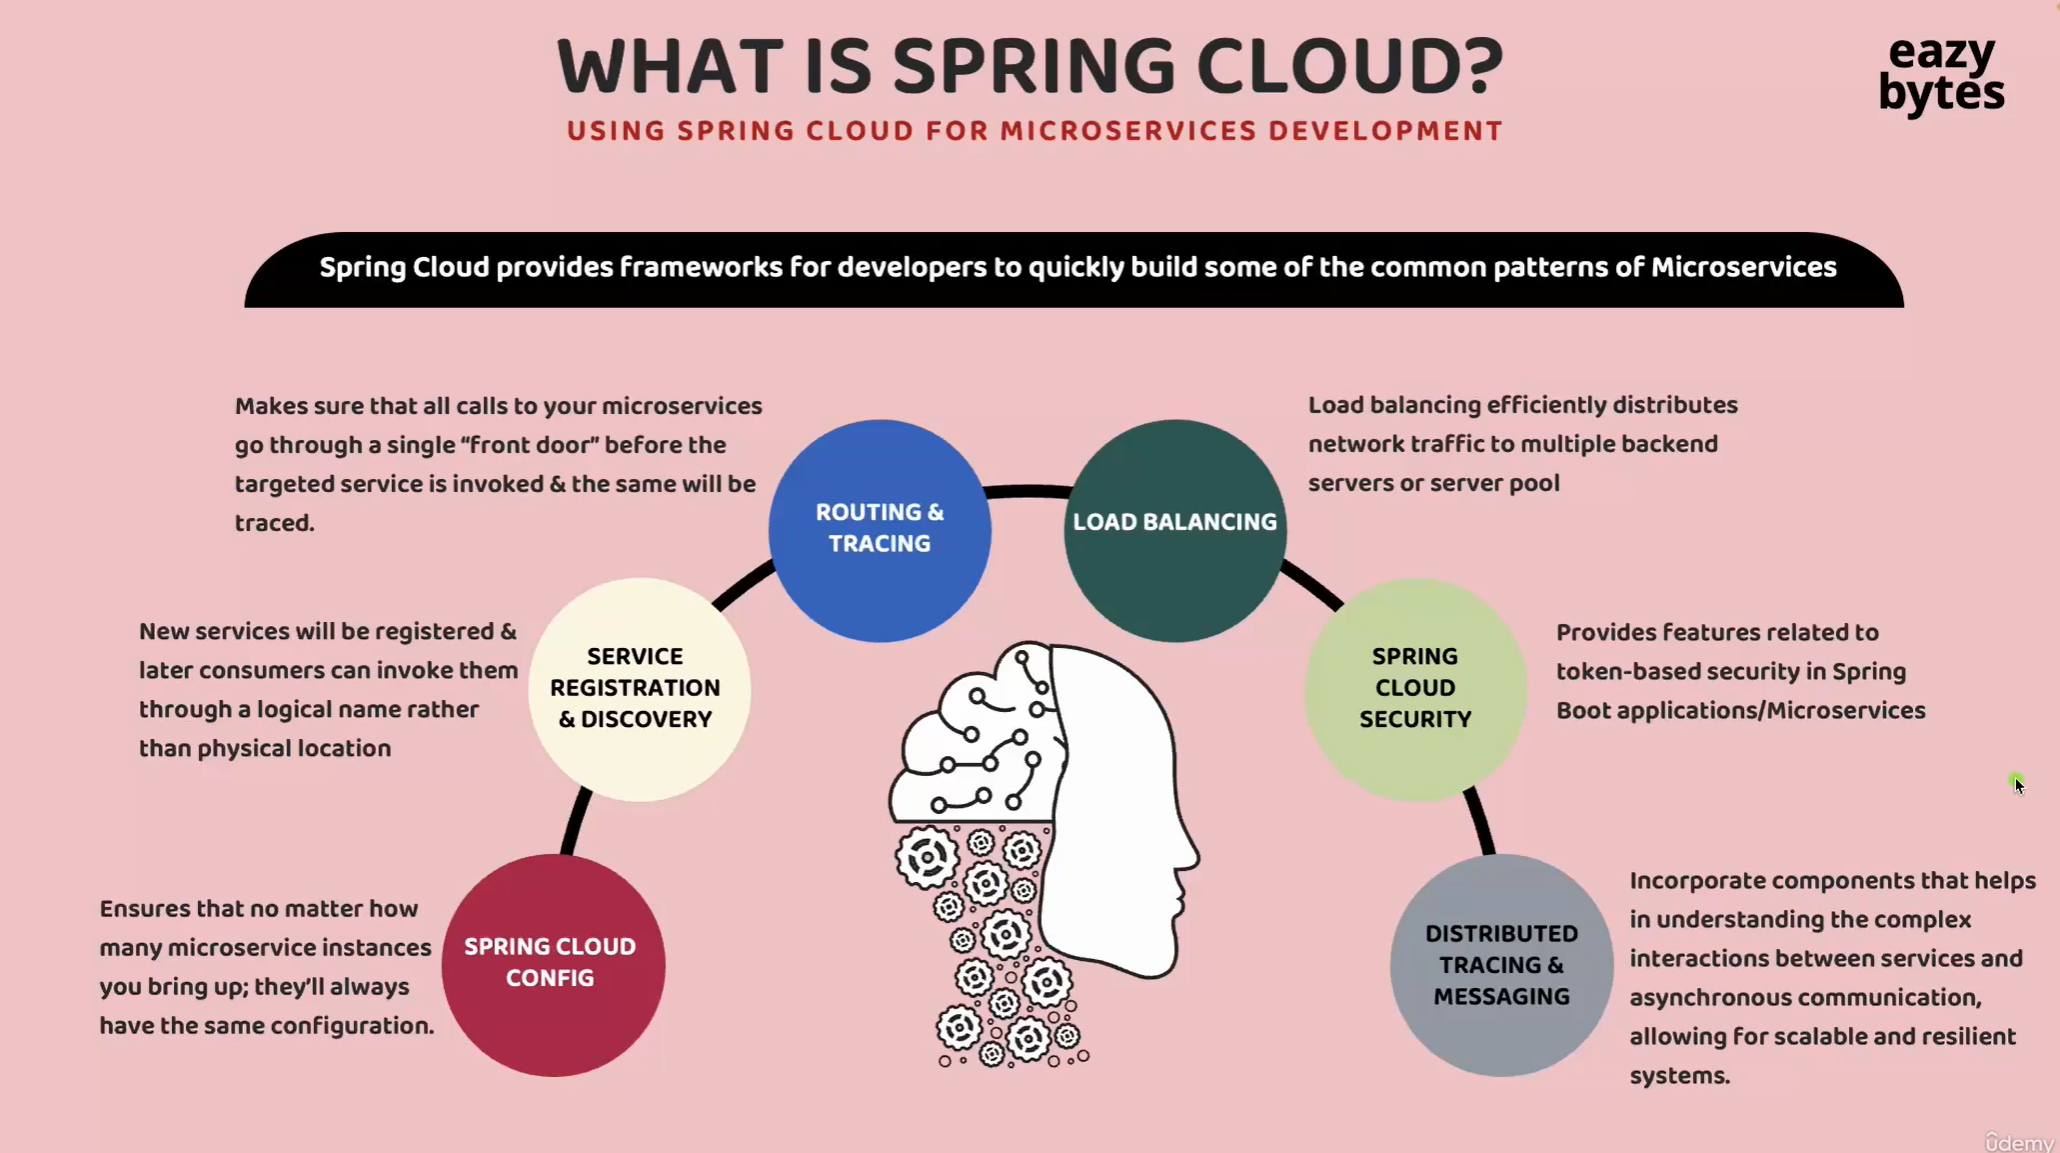 WHAT IS SPRING CLOUD?
USING SPRING CLOUD FOR MICROSERVICES DEVELOPMENT
eazy
bytes
Spring Cloud provides frameworks for developers to quickly build some of the common patterns of Microservices
Makes sure that all calls to your microservices
go through a single “front door” before the
targeted service is invoked & the same will be
traced.
ROUTING &
TRACING
LOAD BALANCING
Load balancing efficiently distributes
network traffic to multiple backend
servers or server pool
New services will be registered &
later consumers can invoke them
through a logical name rather
than physical location
SERVICE
REGISTRATION
& DISCOVERY
SPRING
CLOUD
SECURITY
Provides features related to
token-based security in Spring
Boot applications/Microservices
Ensures that no matter how
many microservice instances
you bring up; they’ll always
have the same configuration.
SPRING CLOUD
CONFIG
DISTRIBUTED
TRACING &
MESSAGING
Incorporate components that helps
in understanding the complex
interactions between services and
asynchronous communication,
allowing for scalable and resilient
systems.
ûdemy